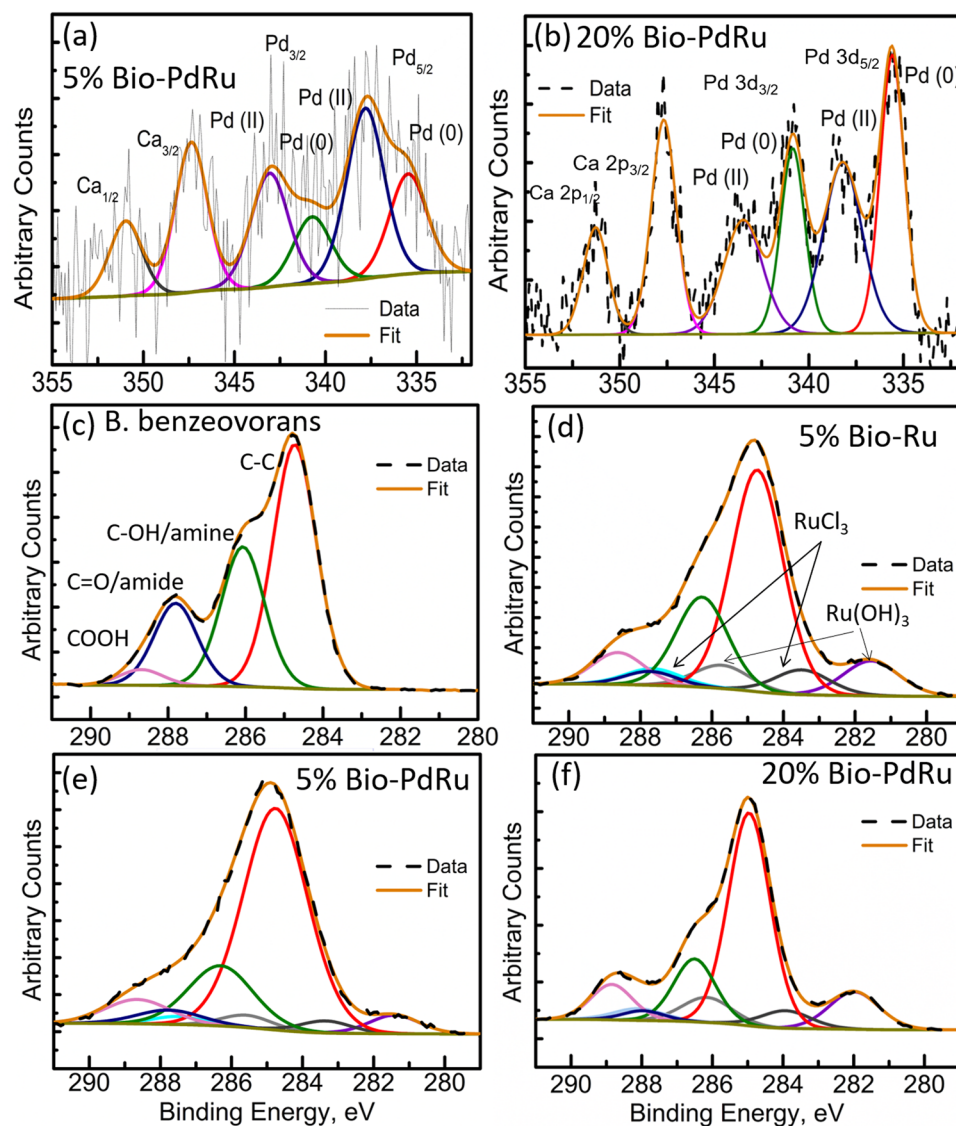 (a)
5% Bio-PdRu
Pd3/2
Pd5/2
Pd (II)
Pd (II)
Pd (0)
Pd (0)
Ca3/2
Ca1/2
Data
Fit
Arbitrary Counts
355 350 345 340 335
(b)
20% Bio-PdRu
Data
Fit
Pd 3d3/2
Pd 3d5/2
Pd (0)
Pd (0)
Pd (II)
Pd (II)
Ca 2p3/2
Ca 2p1/2
Arbitrary Counts
355 350 345 340 335
(c)
B. benzeovorans
C-C
Data
Fit
C-OH/amine
C=O/amide
COOH
Arbitrary Counts
290 288 286 284 282 280
(d)
5% Bio-Ru
RuCl3
Data
Fit
Ru(OH)3
Arbitrary Counts
290 288 286 284 282 280
(e)
5% Bio-PdRu
Data
Fit
Arbitrary Counts
290 288 286 284 282 280
Binding Energy, eV
(f)
20% Bio-PdRu
Data
Fit
Arbitrary Counts
290 288 286 284 282 280
Binding Energy, eV